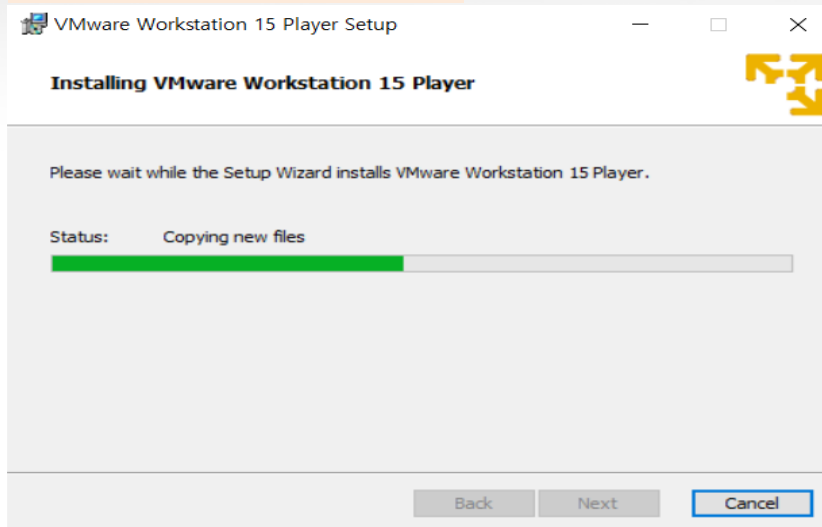 VMware Workstation 15 Player Setup
Installing VMware Workstation 15 Player
Please wait while the Setup Wizard installs VMware Workstation 15 Player.
Status: Copying new files
Back Next Cancel